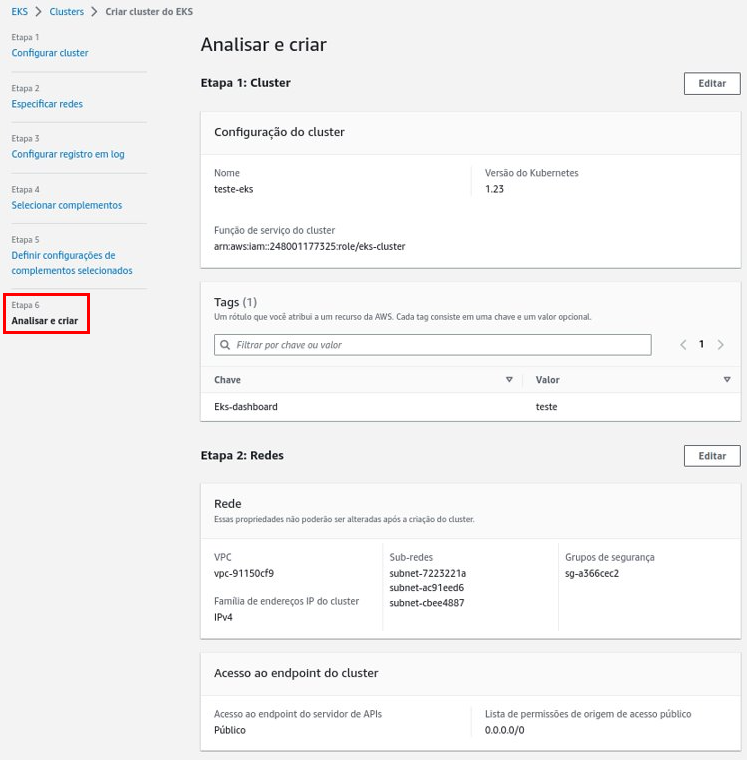 EKS > Clusters > Criar cluster do EKS
Etapa 1
Configurar cluster
Etapa 2
Especificar redes
Etapa 3
Configurar registro em log
Etapa 4
Selecionar complementos
Etapa 5
Definir configurações de
complementos selecionados
Etapa 6
Analisar e criar
Analisar e criar
Etapa 1: Cluster
Editar
Configuração do cluster
Nome
teste-eks
Versão do Kubernetes
1.23
Função de serviço do cluster
arn:aws:iam::248001177325:role/eks-cluster
Tags (1)
Um rótulo que você atribui a um recurso da AWS. Cada tag consiste em uma chave e um valor opcional.
Filtrar por chave ou valor
1
Chave
Valor
Eks-dashboard
teste
Etapa 2: Redes
Editar
Rede
Essas propriedades não poderão ser alteradas após a criação do cluster.
VPC
vpc-91150cf9
Família de endereços IP do cluster
IPv4
Sub-redes
subnet-7223221a
subnet-ac91eed6
subnet-cbee4887
Grupos de segurança
sg-a366cec2
Acesso ao endpoint do cluster
Acesso ao endpoint do servidor de APIs
Público
Lista de permissões de origem de acesso público
0.0.0.0/0